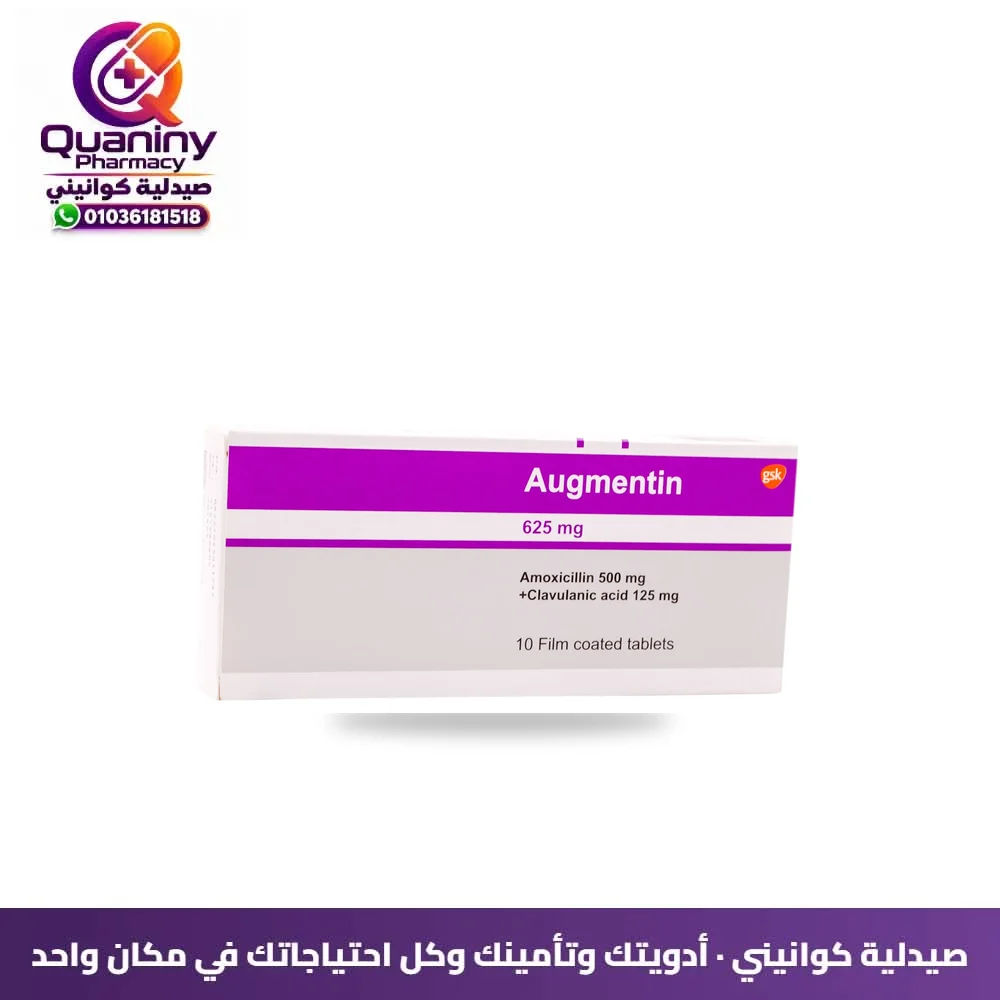 Quaniny
Pharmacy
صيدلية كوانيني
01036181518
Augmentin
gsk
625 mg
Amoxicillin 500 mg
+Clavulanic acid 125 mg
10 Film coated tablets
صيدلية كوانيني · أدويتك وتأمينك وكل احتياجاتك في مكان واحد